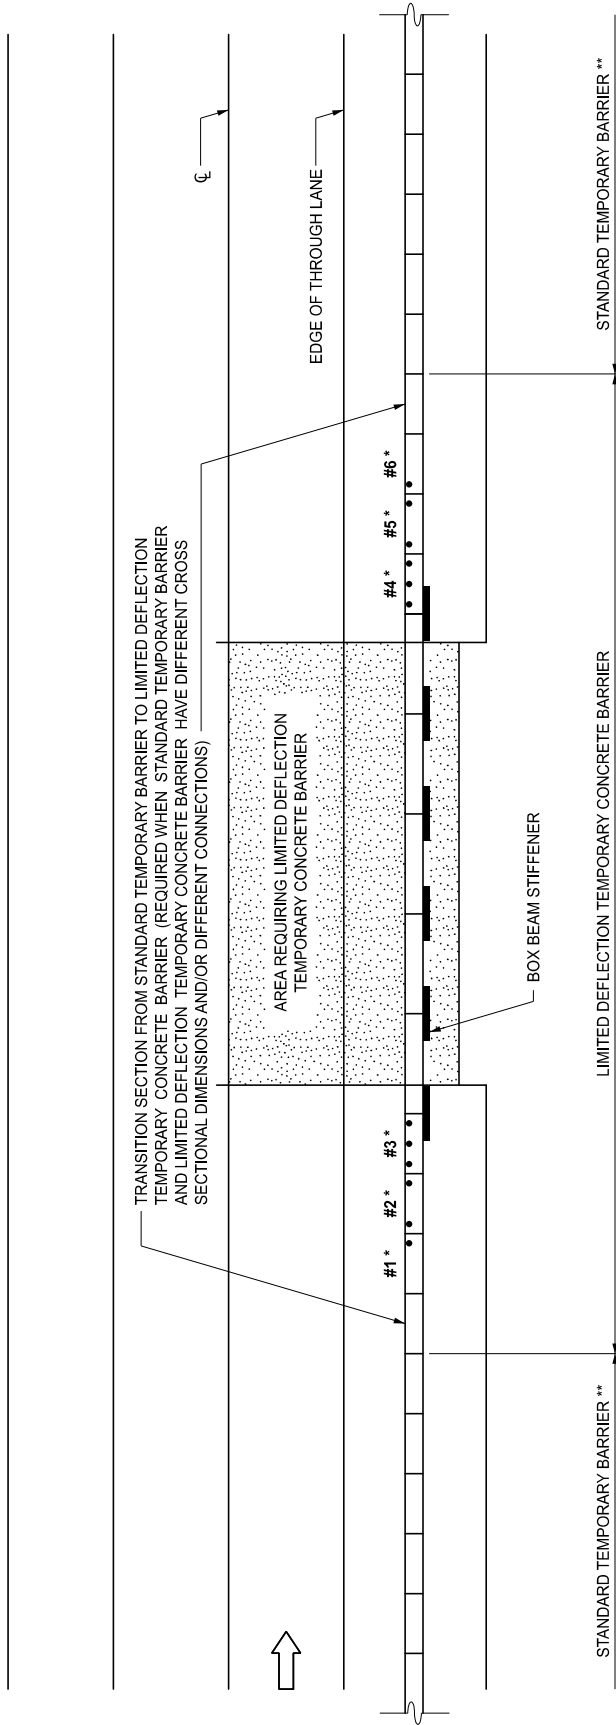 TRANSITION SECTION FROM STANDARD TEMPORARY BARRIER TO LIMITED DEFLECTION
TEMPORARY CONCRETE BARRIER (REQUIRED WHEN STANDARD TEMPORARY BARRIER
AND LIMITED DEFLECTION TEMPORARY CONCRETE BARRIER HAVE DIFFERENT CROSS
SECTIONAL DIMENSIONS AND/OR DIFFERENT CONNECTIONS)
℄
EDGE OF THROUGH LANE
AREA REQUIRING LIMITED DEFLECTION
TEMPORARY CONCRETE BARRIER
#1 *
#2 *
#3 *
#4 *
#5 *
#6 *
BOX BEAM STIFFENER
STANDARD TEMPORARY BARRIER **
LIMITED DEFLECTION TEMPORARY CONCRETE BARRIER
STANDARD TEMPORARY BARRIER **